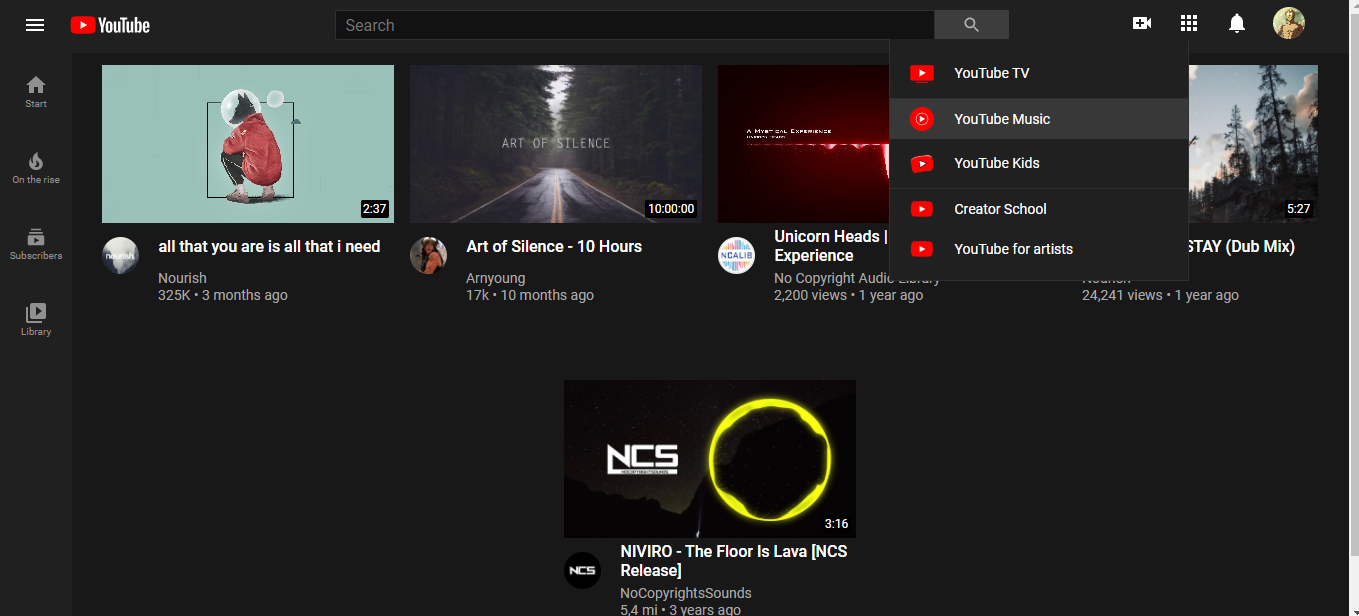 YouTube
Search
Start
On the rise
Subscribers
Library
YouTube TV
YouTube Music
YouTube Kids
Creator School
YouTube for artists
2:37
all that you are is all that i need
nourish.
Nourish
325K • 3 months ago
ART OF SILENCE
10:00:00
Art of Silence - 10 Hours
Arnyoung
17k • 10 months ago
A Mystical Experience
Unicorn Heads |
Experience
NCALIB
No Copyright Audio Library
2,200 views • 1 year ago
5:27
STAY (Dub Mix)
Nourish
24,241 views • 1 year ago
NCS
NOCOPYRIGHTSOUNDS
3:16
NIVIRO - The Floor Is Lava [NCS
Release]
NCS
NoCopyrightsSounds
5,4 mi • 3 years ago